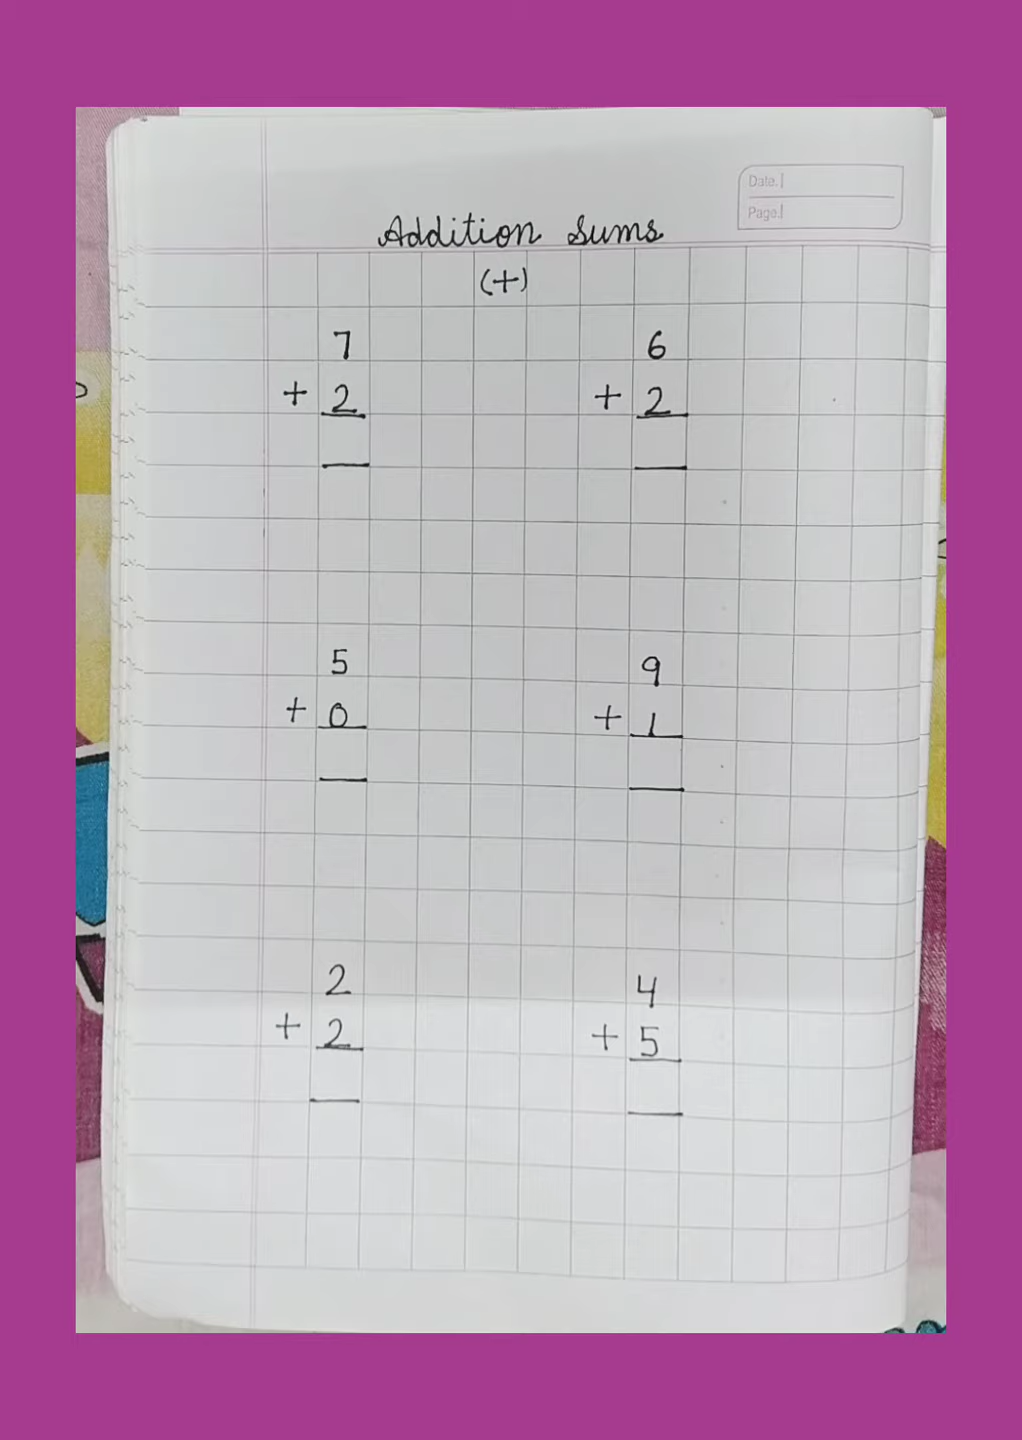 Date.
Page.
Addition Sums
(+)
7 6
+ 2 + 2
5 9
+ 0 + 1
2 4
+ 2 + 5